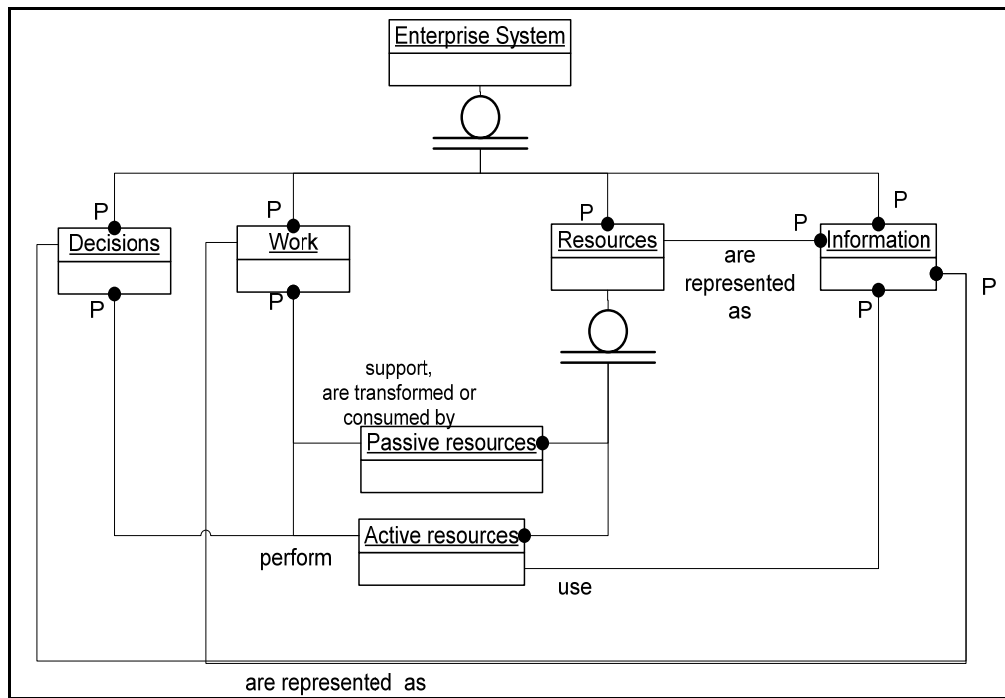 Enterprise System
P
P
P
P
Decisions
Work
Resources
P
Information
are
represented
as
P
P
P
P
support,
are transformed or
consumed by
Passive resources
Active resources
perform
use
are represented as